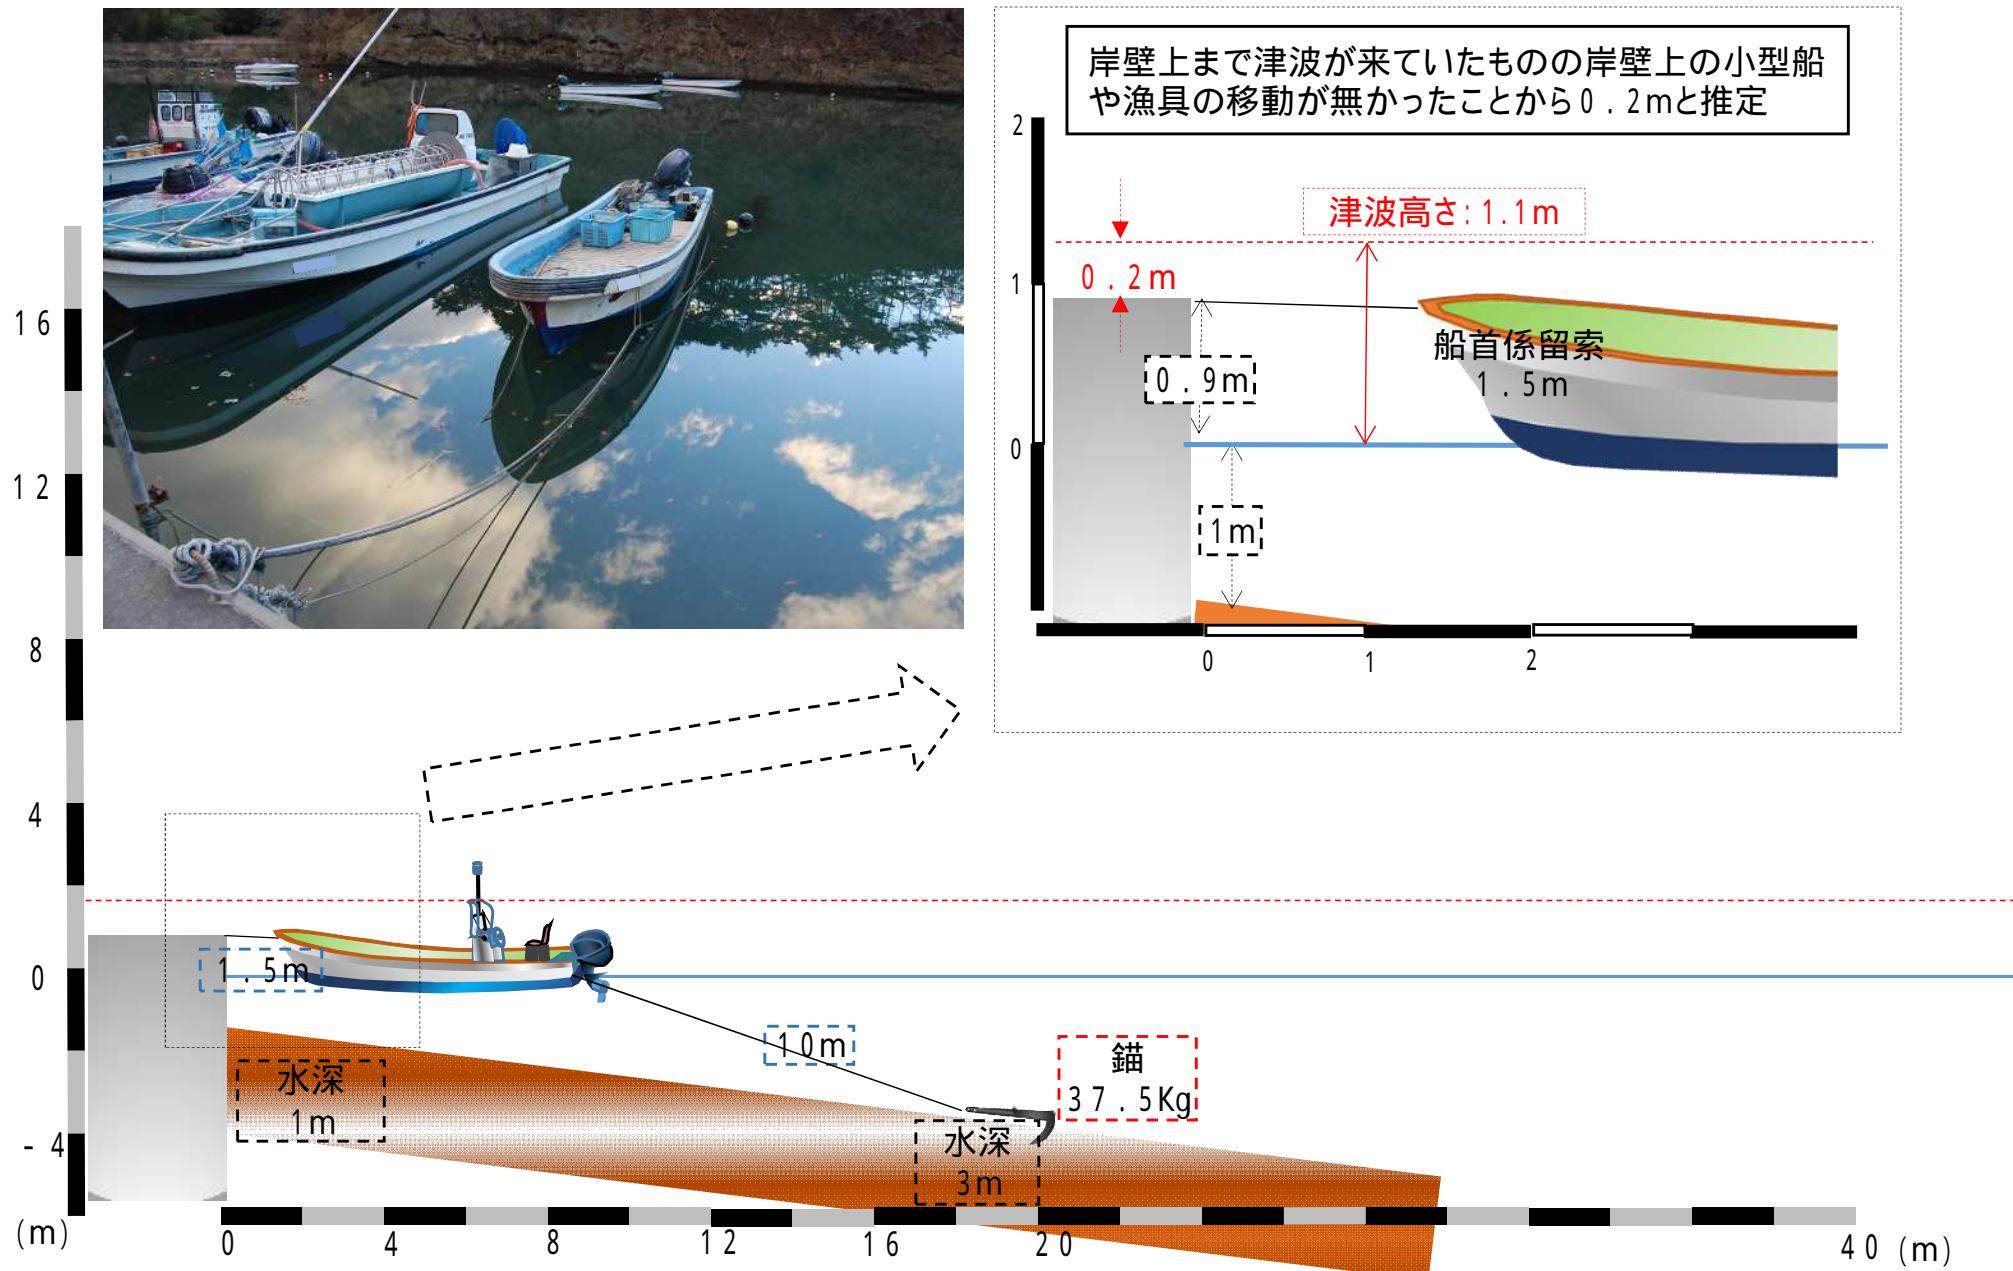 岸壁上まで津波が来ていたものの岸壁上の小型船
や漁具の移動が無かったことから0.2mと推定
2
津波高さ:1.1m
0.2m
1
船首係留索
1.5m
0.9m
0
1m
0 1 2
16
12
8
4
0
-4
(m)
1.5m
10m
錨
37.5Kg
水深
1m
水深
3m
0 4 8 12 16 20 40 (m)